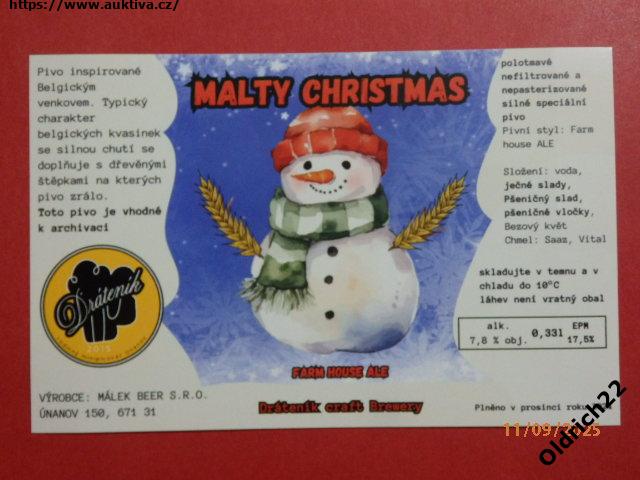 https://www.auktiva.cz/
Pivo inspirované
Belgickým
venkovem. Typický
charakter
belgických kvasinek
se silnou chutí se
doplňuje s dřevěnými
štěpkami na kterých
pivo zrálo.
Toto pivo je vhodné
k archivaci
MALTY CHRISTMAS
polotmavé
nefiltrované a
nepasterizované
silné speciální
pivo
Pivní styl: Farm
house ALE
Složení: voda,
ječné slady,
Pšeničný slad,
pšeničné vločky,
Bezový květ
Chmel: Saaz, Vital
skladujte v temnu a v
chladu do 10°C
láhev není vratný obal
alk.
7,8 % obj.
0,33l
EPM
17,5%
Dráteník
2015
FARM HOUSE ALE
Dráteník craft Brewery
VÝROBCE: MÁLEK BEER S.R.O.
ÚNANOV 150, 671 31
Plněno v prosinci roku
11/09/2025
Oldrich22